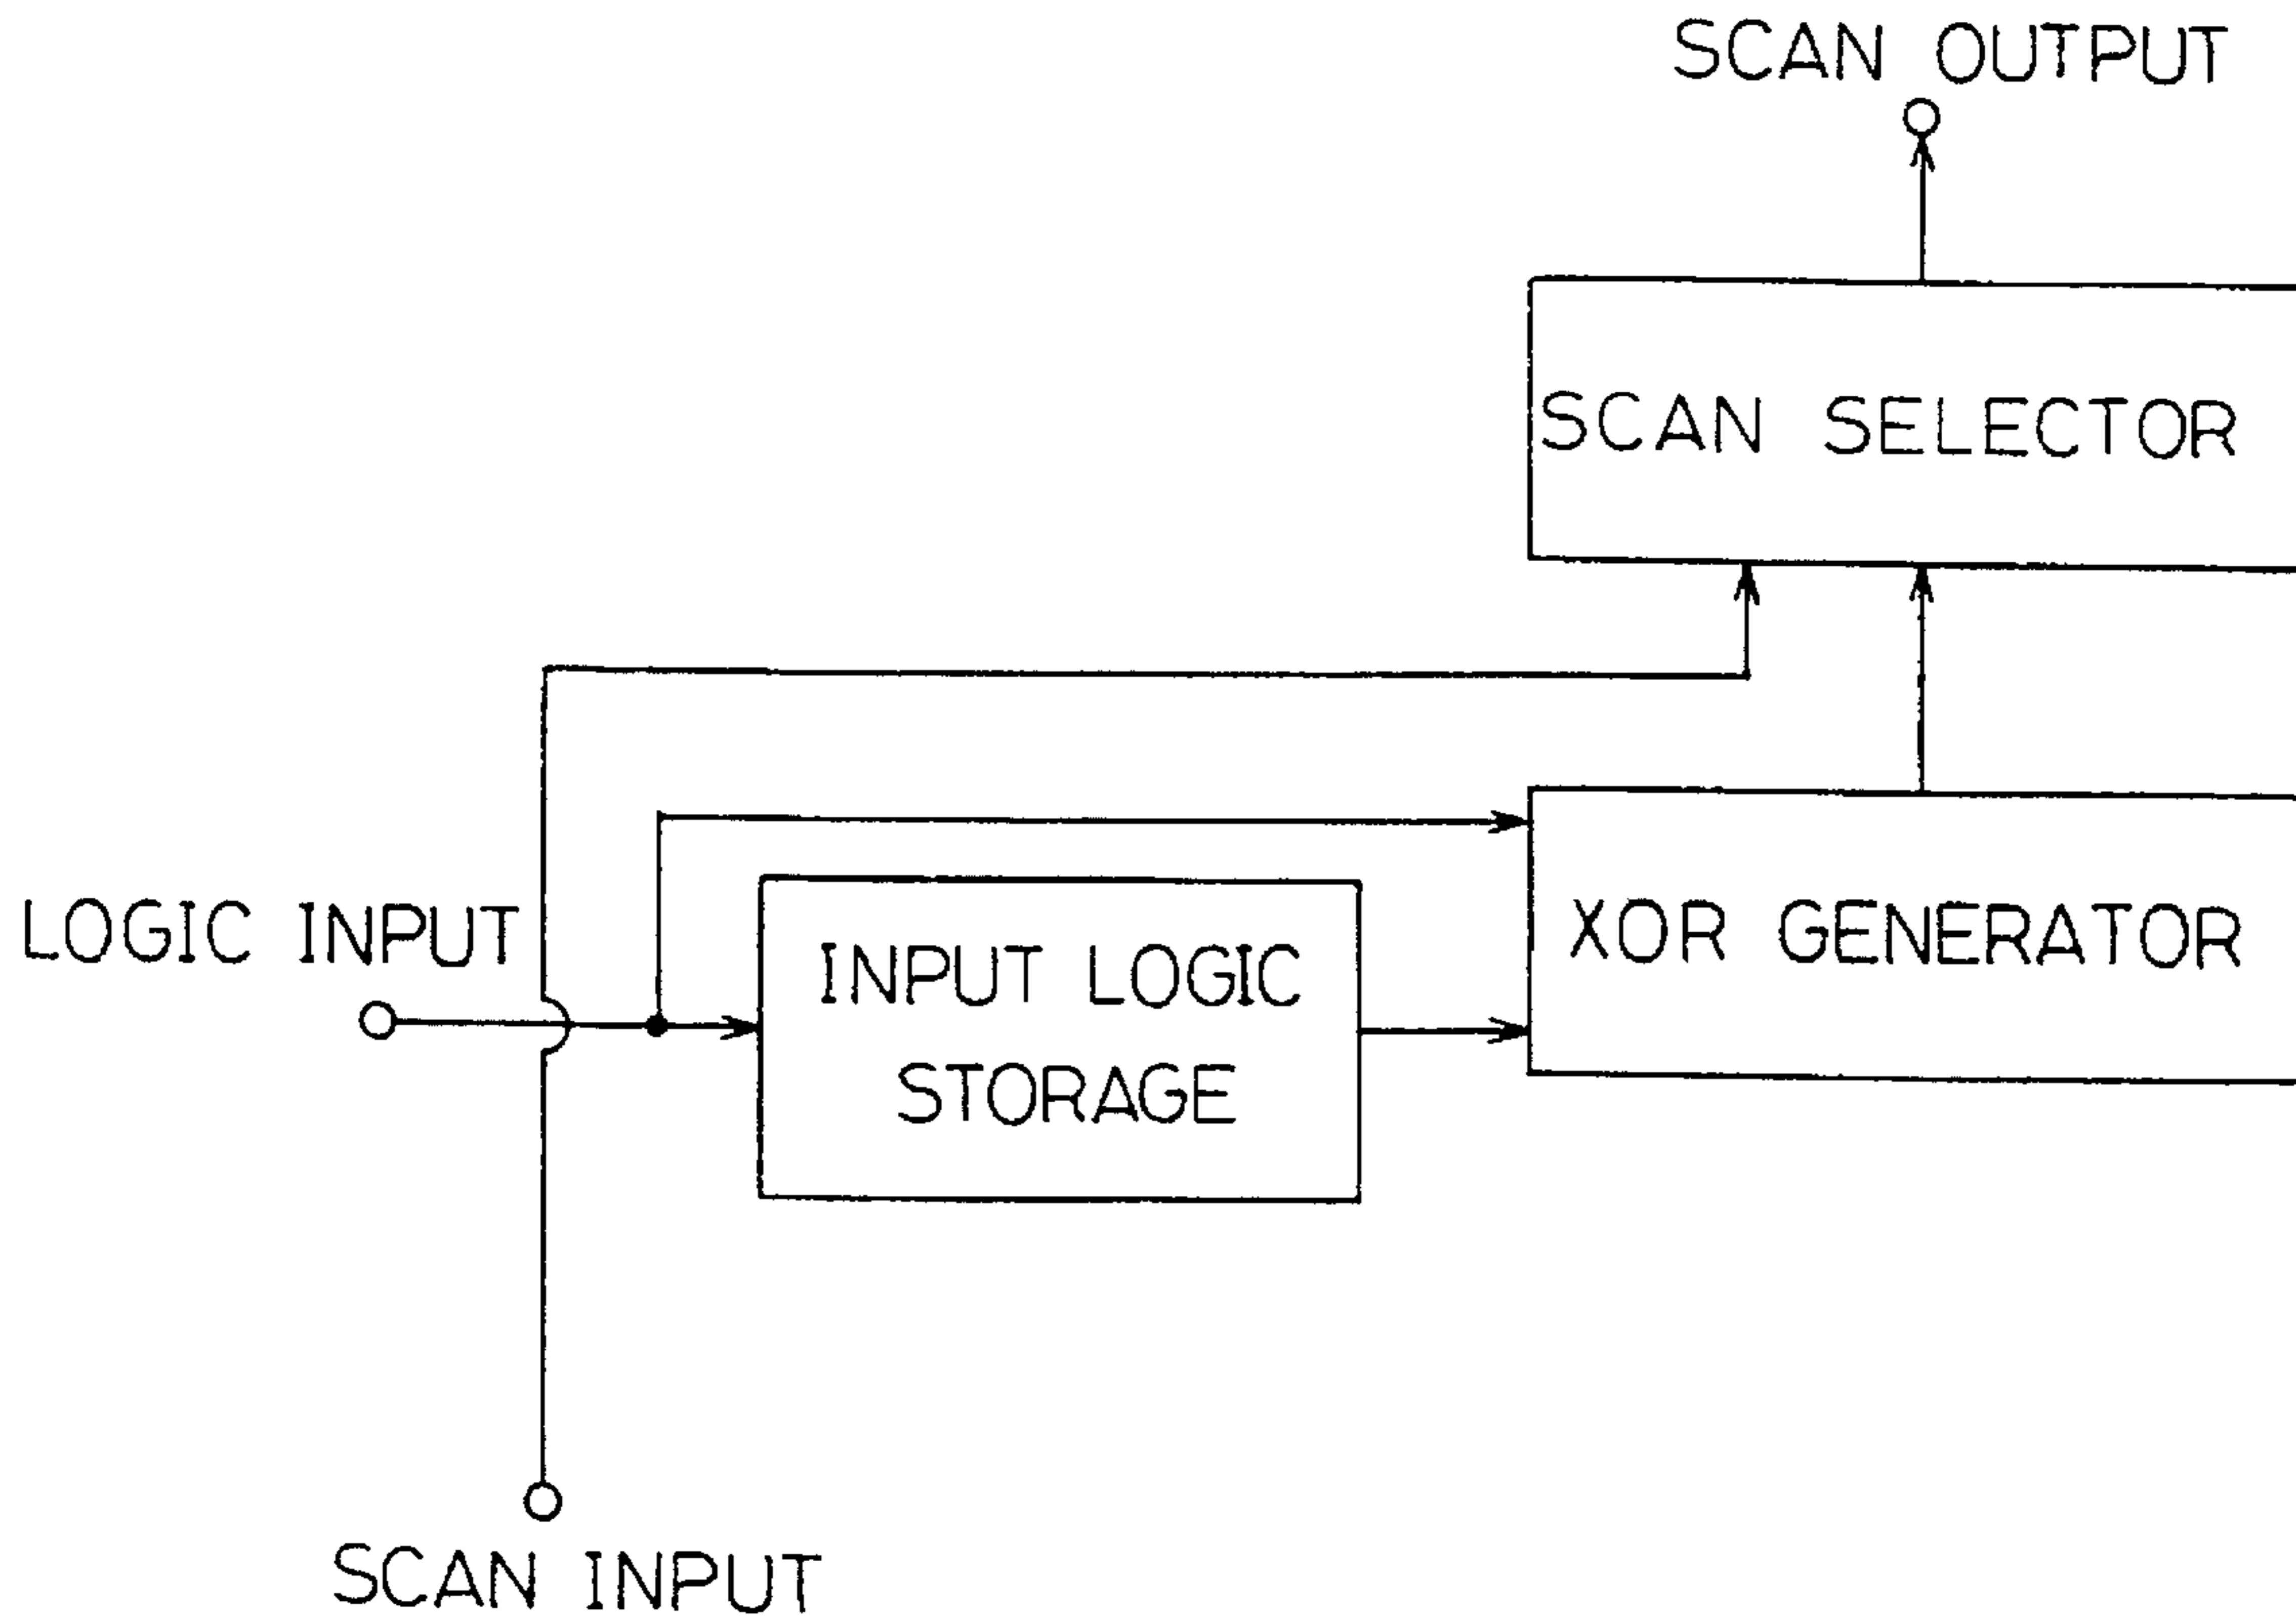 SCAN OUTPUT
SCAN SELECTOR
LOGIC INPUT
INPUT LOGIC
STORAGE
XOR GENERATOR
SCAN INPUT